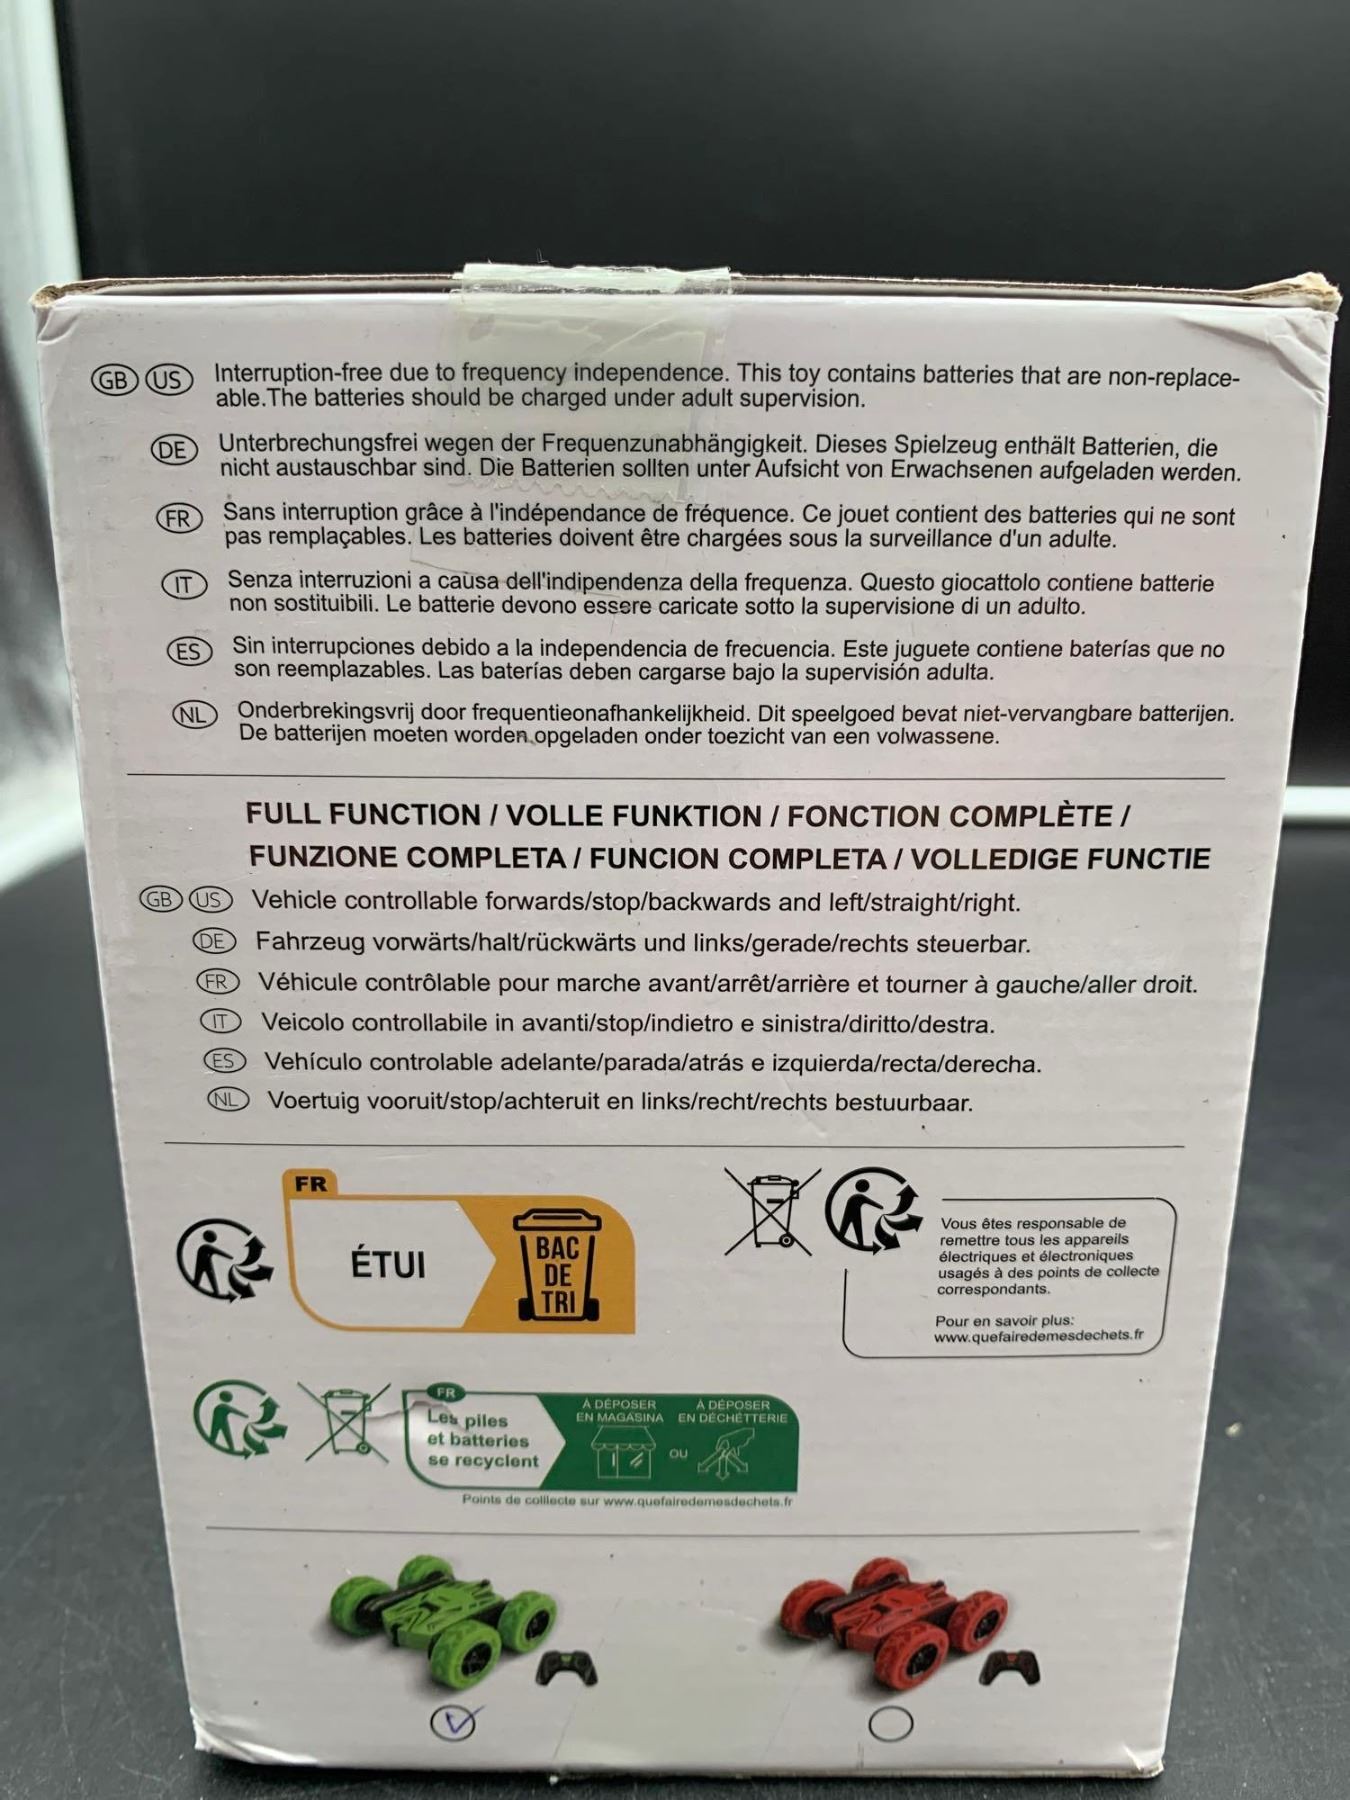 GB US Interruption-free due to frequency independence. This toy contains batteries that are non-replace-
able.The batteries should be charged under adult supervision.
DE Unterbrechungsfrei wegen der Frequenzunabhängigkeit. Dieses Spielzeug enthält Batterien, die
nicht austauschbar sind. Die Batterien sollten unter Aufsicht von Erwachsenen aufgeladen werden.
FR Sans interruption grâce à l'indépendance de fréquence. Ce jouet contient des batteries qui ne sont
pas remplaçables. Les batteries doivent être chargées sous la surveillance d'un adulte.
IT Senza interruzioni a causa dell'indipendenza della frequenza. Questo giocattolo contiene batterie
non sostituibili. Le batterie devono essere caricate sotto la supervisione di un adulto.
ES Sin interrupciones debido a la independencia de frecuencia. Este juguete contiene baterías que no
son reemplazables. Las baterías deben cargarse bajo la supervisión adulta.
NL Onderbrekingsvrij door frequentieonafhankelijkheid. Dit speelgoed bevat niet-vervangbare batterijen.
De batterijen moeten worden opgeladen onder toezicht van een volwassene.
FULL FUNCTION / VOLLE FUNKTION / FONCTION COMPLÈTE /
FUNZIONE COMPLETA / FUNCION COMPLETA / VOLLEDIGE FUNCTIE
GB US Vehicle controllable forwards/stop/backwards and left/straight/right.
DE Fahrzeug vorwärts/halt/rückwärts und links/gerade/rechts steuerbar.
FR Véhicule contrôlable pour marche avant/arrêt/arrière et tourner à gauche/aller droit.
IT Veicolo controllabile in avanti/stop/indietro e sinistra/diritto/destra.
ES Vehículo controlable adelante/parada/atrás e izquierda/recta/derecha.
NL Voertuig vooruit/stop/achteruit en links/recht/rechts bestuurbaar.
FR
ÉTUI
BAC
DE
TRI
Vous êtes responsable de
remettre tous les appareils
électriques et électroniques
usagés à des points de collecte
correspondants.
Pour en savoir plus:
www.quefairedemesdechets.fr
FR
Les piles
et batteries
se recyclent
À DÉPOSER
EN MAGASINA
OU
À DÉPOSER
EN DÉCHÈTTERIE
Points de colllecte sur www.quefairedemesdechets.fr